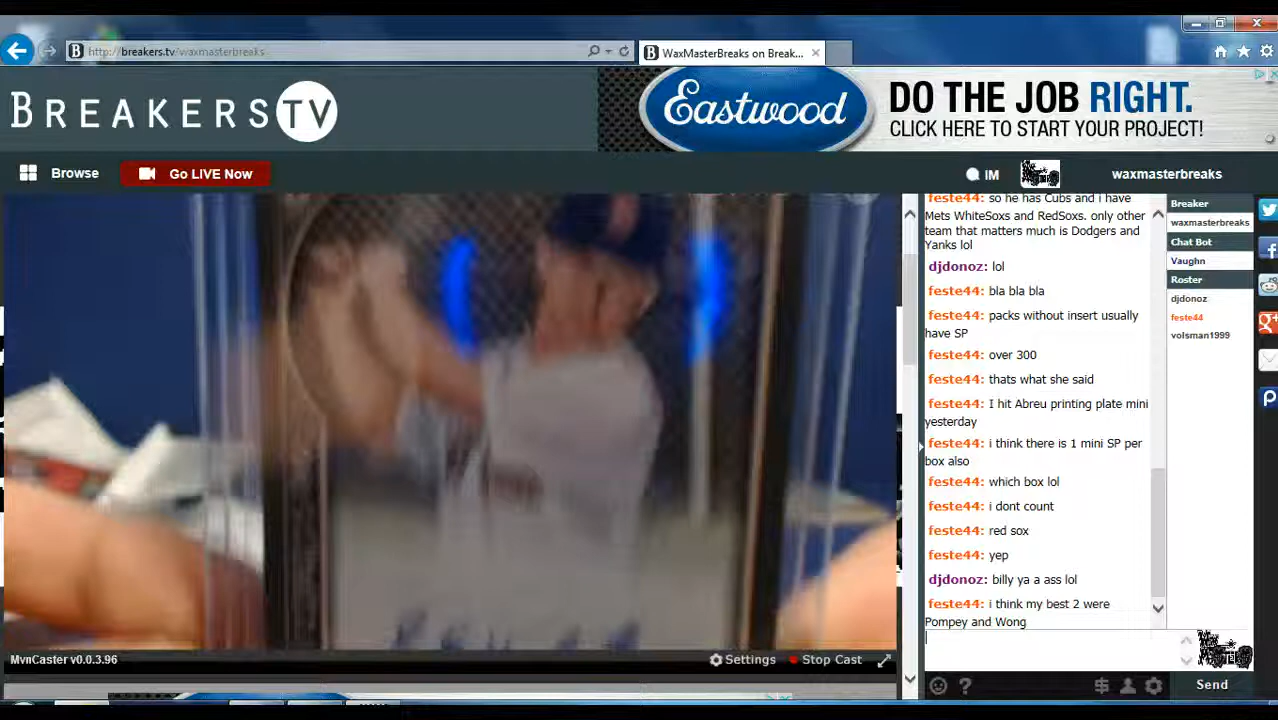 http://breakers.tv/waxmasterbreaks
WaxMasterBreaks on Break...
BREAKERS TV
Eastwood
DO THE JOB RIGHT.
CLICK HERE TO START YOUR PROJECT!
Browse
Go LIVE Now
IM
waxmasterbreaks
feste44: so he has Cubs and i have
Mets WhiteSoxs and RedSoxs. only other
team that matters much is Dodgers and
Yanks lol
djdonoz: lol
feste44: bla bla bla
feste44: packs without insert usually
have SP
feste44: over 300
feste44: thats what she said
feste44: I hit Abreu printing plate mini
yesterday
feste44: i think there is 1 mini SP per
box also
feste44: which box lol
feste44: i dont count
feste44: red sox
feste44: yep
djdonoz: billy ya a ass lol
feste44: i think my best 2 were
Pompey and Wong
Breaker
waxmasterbreaks
Chat Bot
Vaughn
Roster
djdonoz
feste44
volsman1999
MvnCaster v0.0.3.96
Settings
Stop Cast
Send